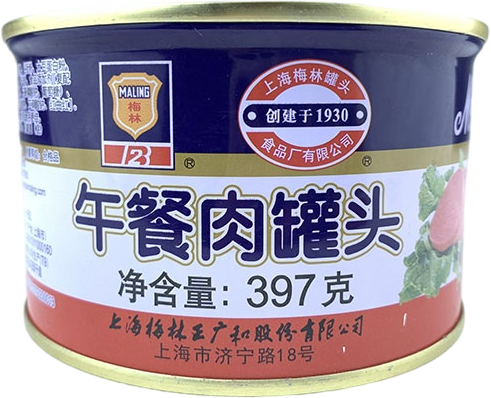 MALING
梅
林
B2
®
上海梅林罐头
创建于1930
食品厂有限公司
®
午餐肉罐头
净含量：397克
上海梅林正广和股份有限公司
上海市济宁路18号